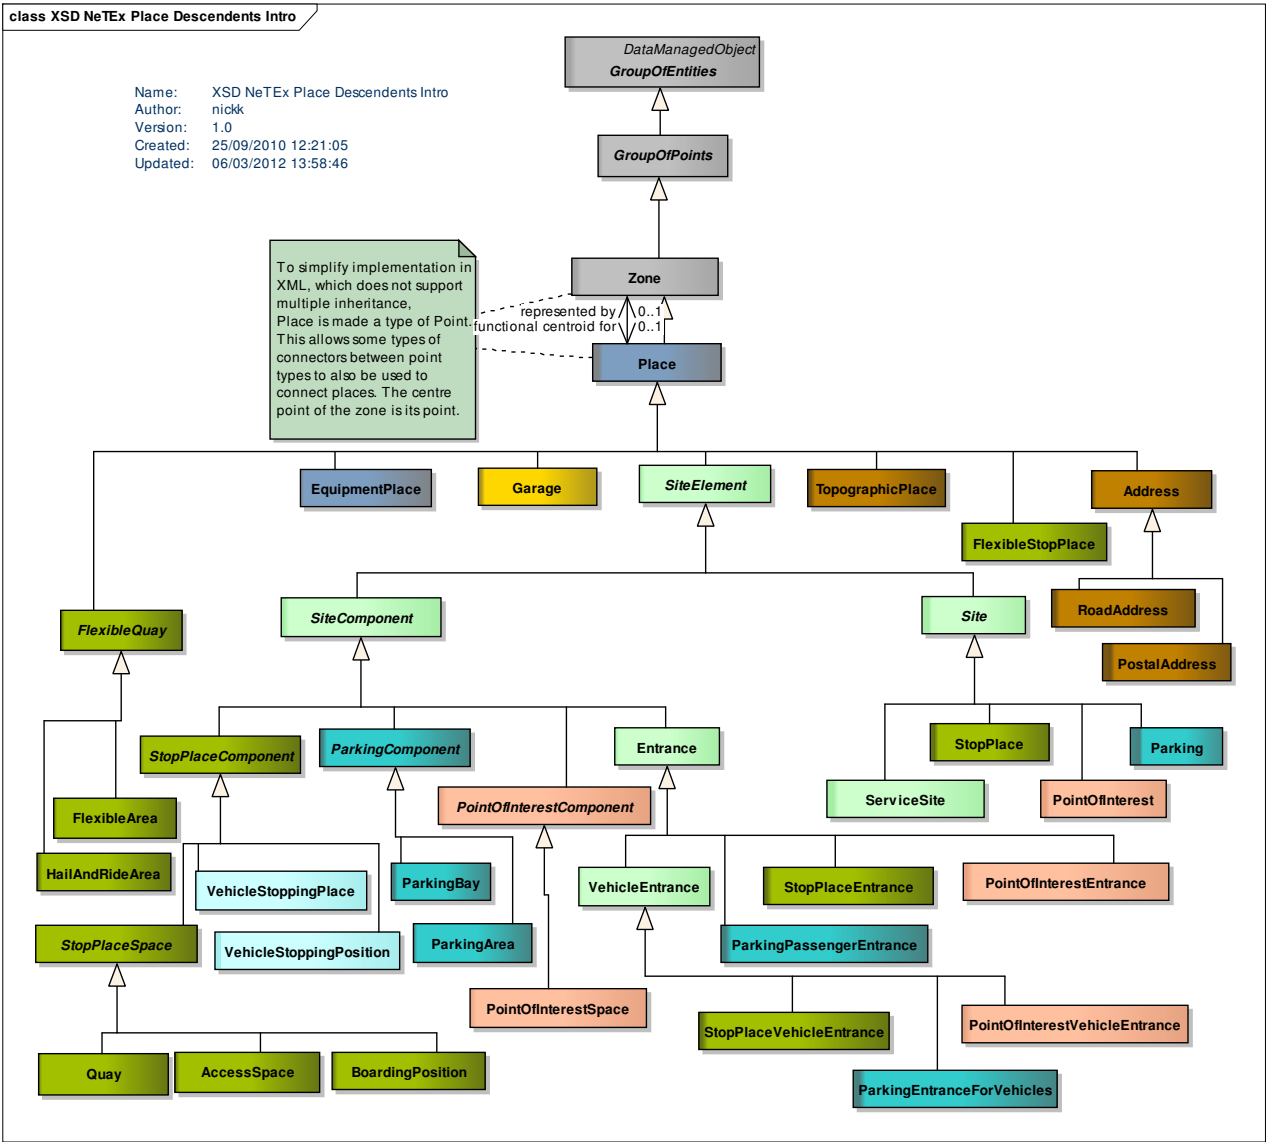 class XSD NeTEx Place Descendents Intro
DataManagedObject
GroupOfEntities
Name: XSD NeTEx Place Descendents Intro
Author: nickk
Version: 1.0
Created: 25/09/2010 12:21:05
Updated: 06/03/2012 13:58:46
GroupOfPoints
To simplify implementation in
XML, which does not support
multiple inheritance,
Place is made a type of Point.
This allows some types of
connectors between point
types to also be used to
connect places. The centre
point of the zone is its point.
Zone
represented by 0..1
functional centroid for 0..1
Place
EquipmentPlace
Garage
SiteElement
TopographicPlace
Address
FlexibleStopPlace
FlexibleQuay
SiteComponent
Site
RoadAddress
PostalAddress
StopPlaceComponent
ParkingComponent
Entrance
StopPlace
Parking
FlexibleArea
PointOfInterestComponent
ServiceSite
PointOfInterest
HailAndRideArea
VehicleStoppingPlace
ParkingBay
VehicleEntrance
StopPlaceEntrance
PointOfInterestEntrance
StopPlaceSpace
VehicleStoppingPosition
ParkingArea
ParkingPassengerEntrance
PointOfInterestSpace
StopPlaceVehicleEntrance
PointOfInterestVehicleEntrance
Quay
AccessSpace
BoardingPosition
ParkingEntranceForVehicles